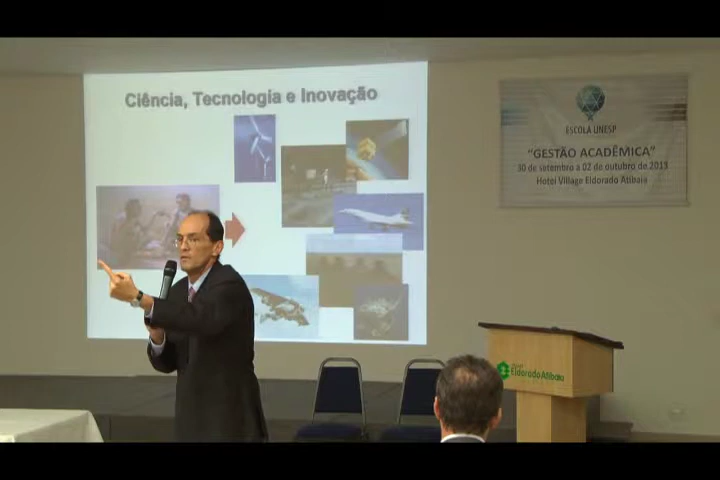 Ciência, Tecnologia e Inovação
ESCOLA UNESP
"GESTÃO ACADÊMICA"
30 de setembro a 02 de outubro de 2013
Hotel Village Eldorado Atibaia
Eldorado Atibaia